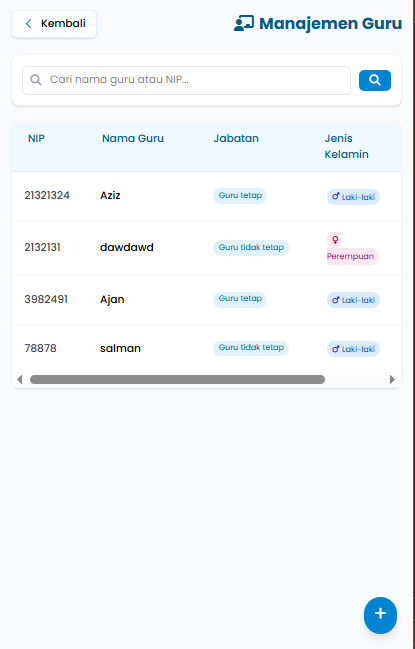 Kembali
Manajemen Guru
Cari nama guru atau NIP...
NIP Nama Guru Jabatan Jenis Kelamin
21321324 Aziz Guru tetap Laki-laki
2132131 dawdawd Guru tidak tetap Perempuan
3982491 Ajan Guru tetap Laki-laki
78878 salman Guru tidak tetap Laki-laki